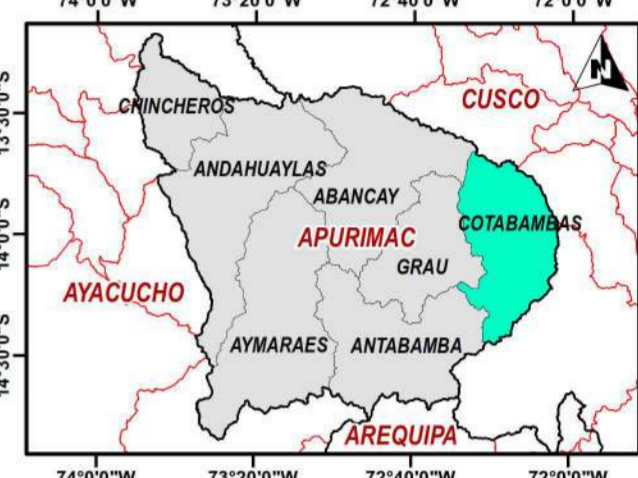 74°0'0"W 73°20'0"W 72°40'0"W 72°0'0"W
N
CUSCO
CHINCHEROS
13°30'0"S
ANDAHUAYLAS
ABANCAY
COTABAMBAS
APURIMAC
14°0'0"S
GRAU
AYACUCHO
AYMARAES ANTABAMBA
14°30'0"S
AREQUIPA
74°0'0"W 73°20'0"W 72°40'0"W 72°0'0"W